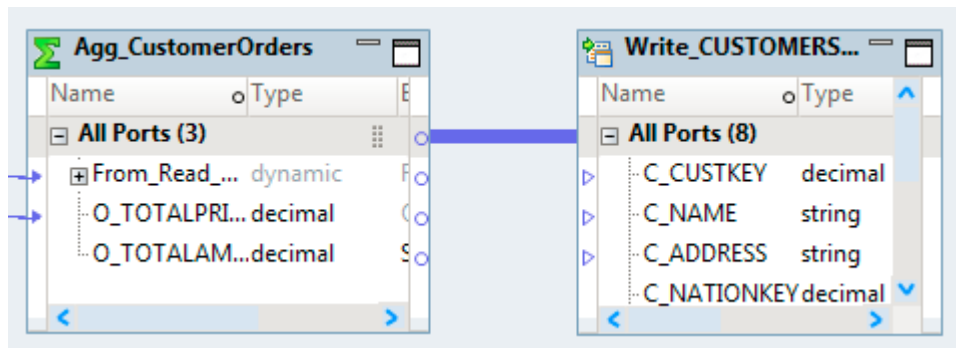 Agg_CustomerOrders
Name Type E
All Ports (3)
From_Read_... dynamic
O_TOTALPRI... decimal
O_TOTALAM... decimal S
Write_CUSTOMERS...
Name Type
All Ports (8)
C_CUSTKEY decimal
C_NAME string
C_ADDRESS string
C_NATIONKEY decimal